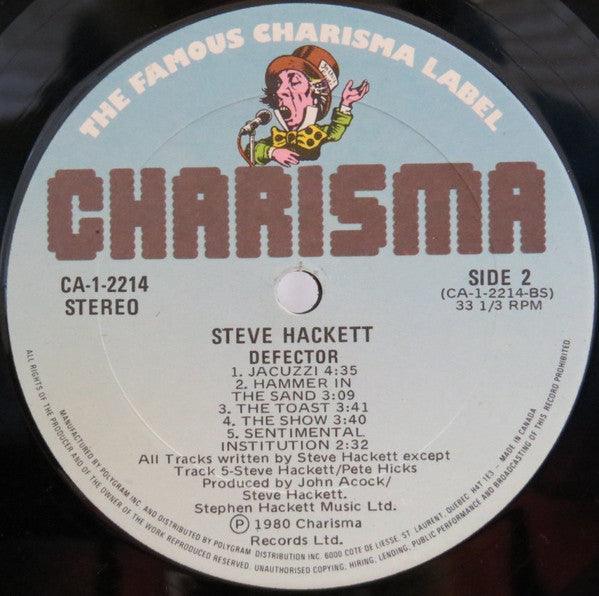 THE FAMOUS CHARISMA LABEL
CHARISMA
CA-1-2214
STEREO
SIDE 2
(CA-1-2214-BS)
33 1/3 RPM
STEVE HACKETT
DEFECTOR
1. JACUZZI 4:35
2. HAMMER IN
THE SAND 3:09
3. THE TOAST 3:41
4. THE SHOW 3:40
5. SENTIMENTAL
INSTITUTION 2:32
All Tracks written by Steve Hackett except
Track 5-Steve Hackett/Pete Hicks
Produced by John Acock/
Steve Hackett.
Stephen Hackett Music Ltd.
Ⓟ 1980 Charisma
Records Ltd.
MANUFACTURED BY POLYGRAM INC. AND DISTRIBUTED BY POLYGRAM DISTRIBUTION INC. 6000 COTE DE LIESSE, ST LAURENT, QUEBEC H4T 1E3 - MADE IN CANADA
ALL RIGHTS OF THE PRODUCER AND OF THE OWNER OF THE WORK REPRODUCED RESERVED. UNAUTHORISED COPYING, HIRING, LENDING, PUBLIC PERFORMANCE AND BROADCASTING OF THIS RECORD PROHIBITED.